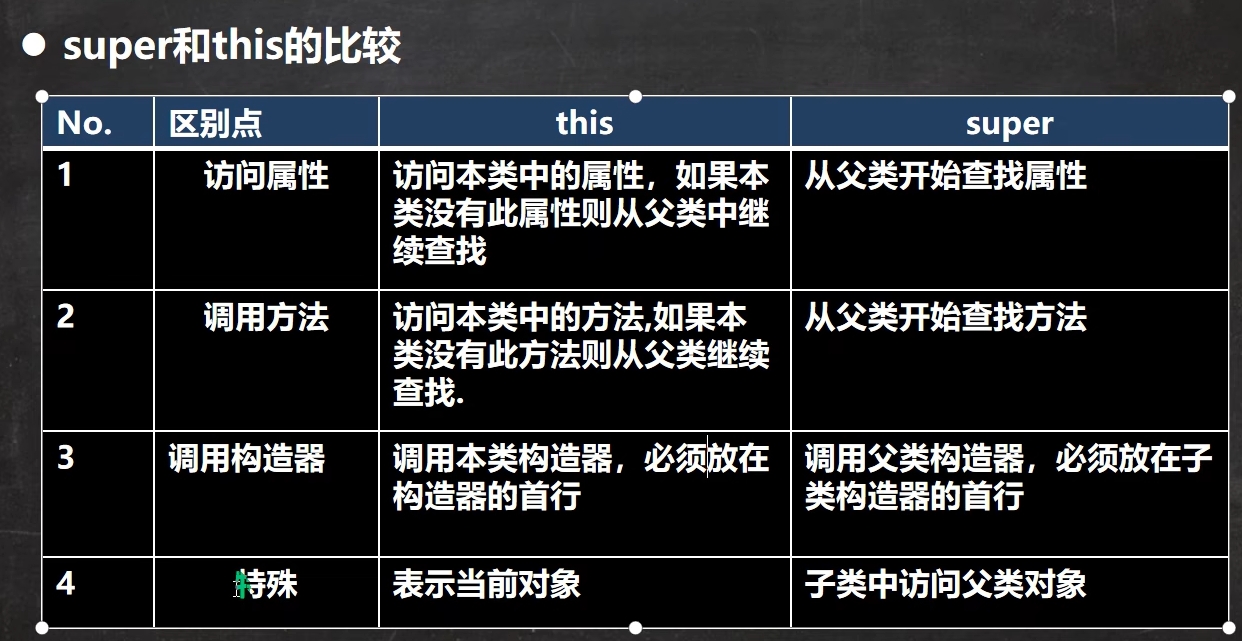 super和this的比较
No. 区别点 this super
1 访问属性 访问本类中的属性，如果本类没有此属性则从父类中继续查找 从父类开始查找属性
2 调用方法 访问本类中的方法,如果本类没有此方法则从父类继续查找. 从父类开始查找方法
3 调用构造器 调用本类构造器，必须放在构造器的首行 调用父类构造器，必须放在子类构造器的首行
4 特殊 表示当前对象 子类中访问父类对象